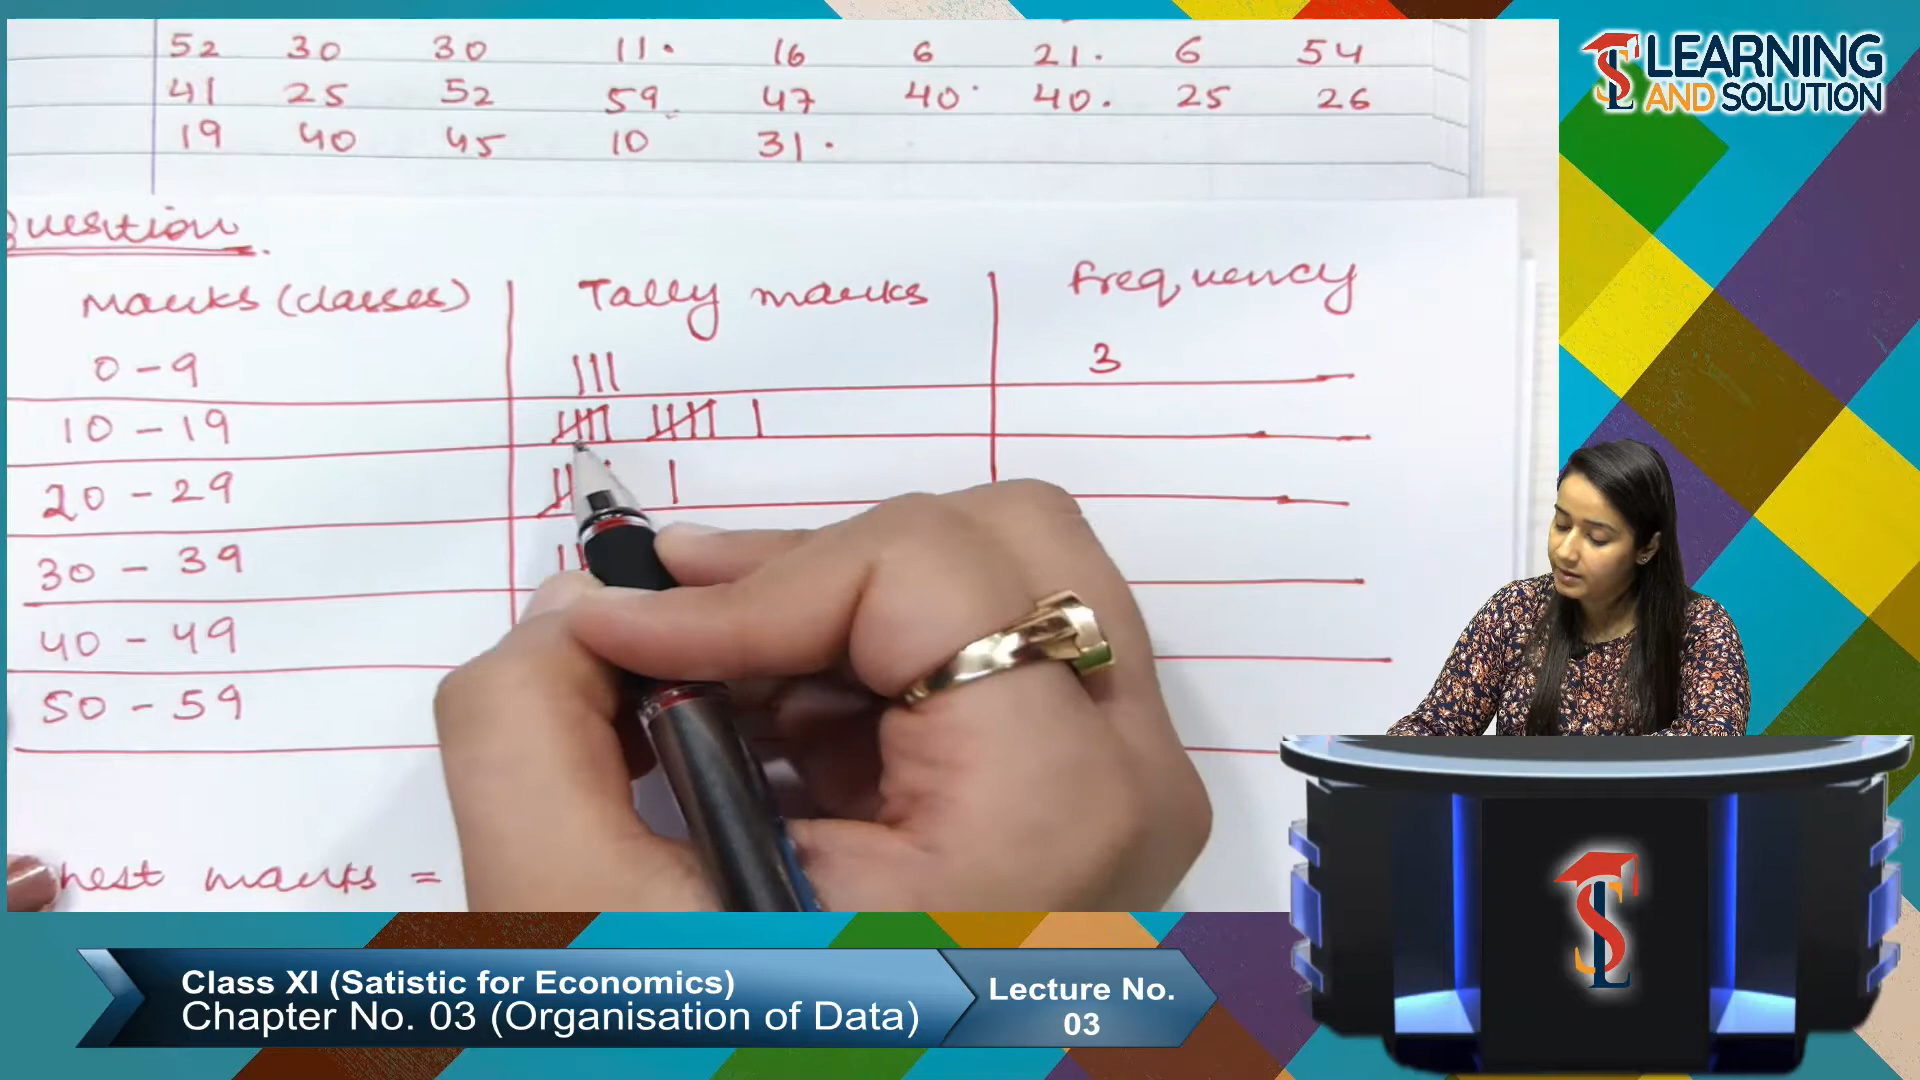 52 30 30 11. 16 6 21. 6 54
41 25 52 59. 47 40. 40. 25 26
19 40 45 10 31.
Question.
Marks (classes) Tally marks frequency
0 - 9 ||| 3
10 - 19
20 - 29
30 - 39
40 - 49
50 - 59
marks =
LEARNING
AND SOLUTION
Class XI (Satistic for Economics)
Chapter No. 03 (Organisation of Data)
Lecture No.
03